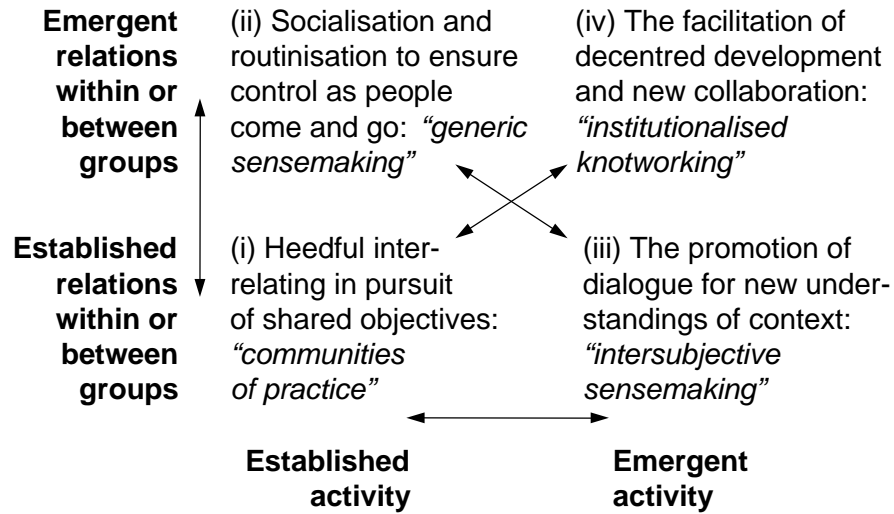 Emergent
relations
within or
between
groups
(ii) Socialisation and
routinisation to ensure
control as people
come and go: “generic
sensemaking”
(iv) The facilitation of
decentred development
and new collaboration:
“institutionalised
knotworking”
Established
relations
within or
between
groups
(i) Heedful inter-
relating in pursuit
of shared objectives:
“communities
of practice”
(iii) The promotion of
dialogue for new under-
standings of context:
“intersubjective
sensemaking”
Established
activity
Emergent
activity